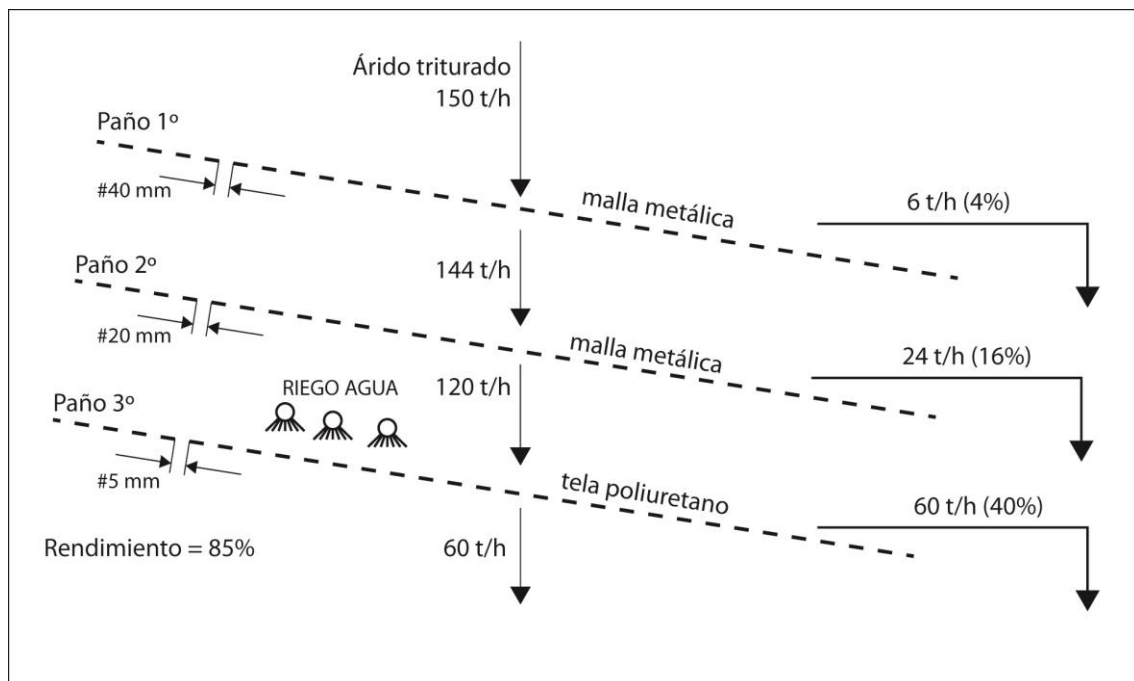 Árido triturado
150 t/h
Paño 1º
#40 mm
malla metálica
6 t/h (4%)
144 t/h
Paño 2º
#20 mm
malla metálica
24 t/h (16%)
120 t/h
RIEGO AGUA
Paño 3º
#5 mm
tela poliuretano
60 t/h (40%)
Rendimiento = 85%
60 t/h